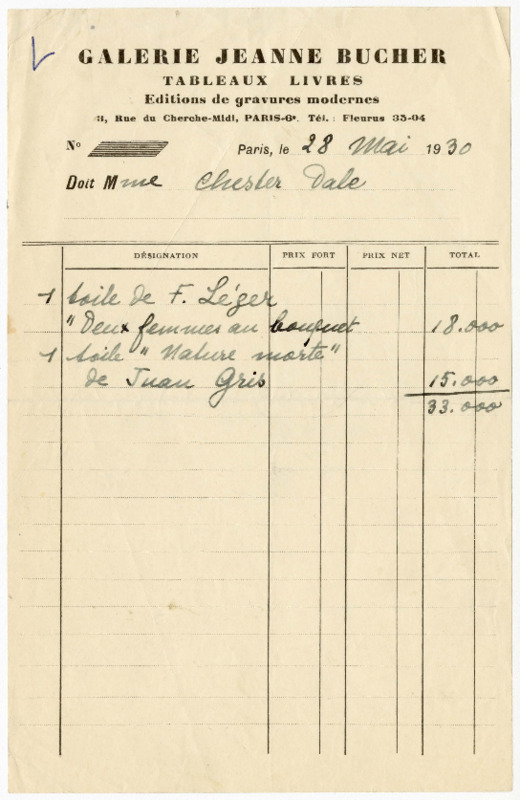 GALERIE JEANNE BUCHER
TABLEAUX LIVRES
Editions de gravures modernes
3, Rue du Cherche-Midi, PARIS-6e. Tél. : Fleurus 35-04
No
Paris, le 28 Mai 1930
Doit Mme Chester Dale
DÉSIGNATION PRIX FORT PRIX NET TOTAL
1 toile de F. Léger
"Deux femmes au bouquet 18.000
1 toile "Nature morte"
de Juan Gris 15.000
33.000